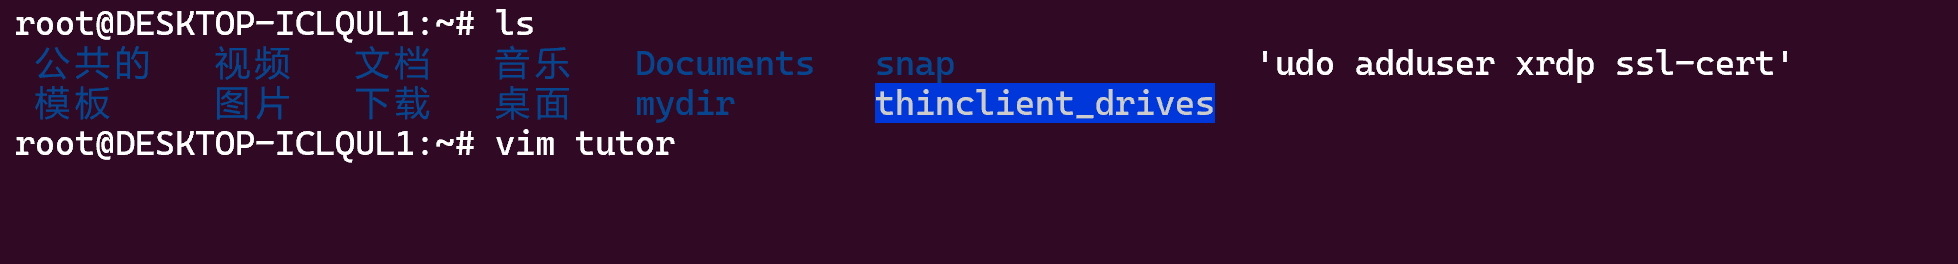 root@DESKTOP-ICLQUL1:~# ls
公共的 视频 文档 音乐 Documents snap 'udo adduser xrdp ssl-cert'
模板 图片 下载 桌面 mydir thinclient_drives
root@DESKTOP-ICLQUL1:~# vim tutor